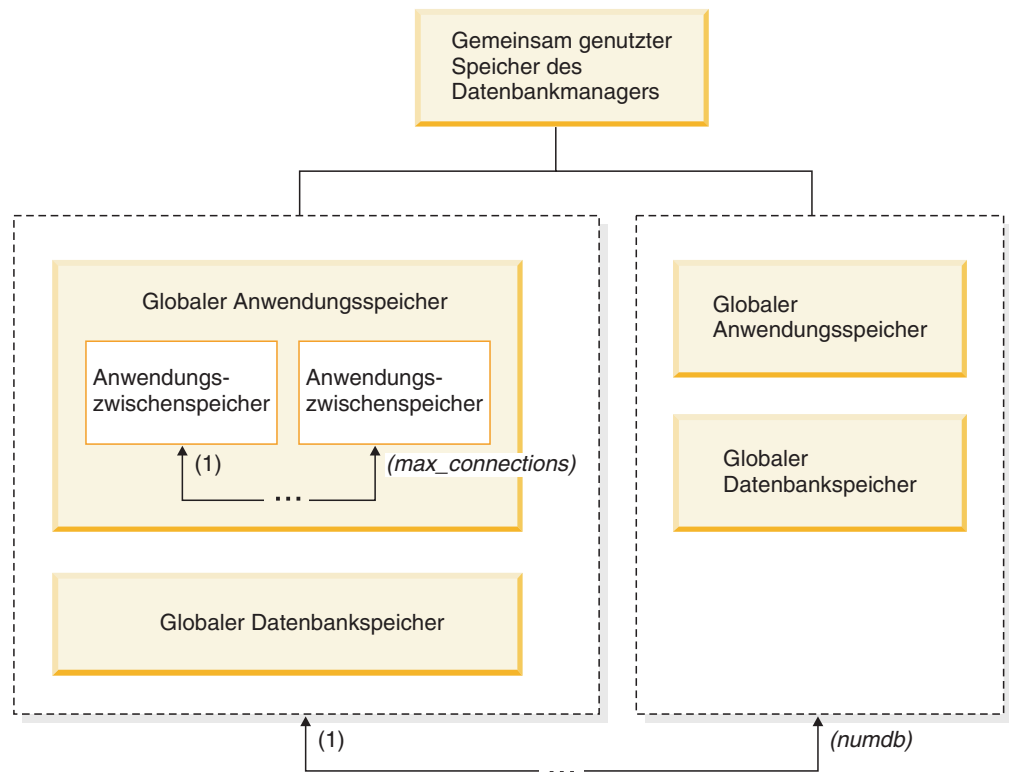 Gemeinsam genutzter
Speicher des
Datenbankmanagers
Globaler Anwendungsspeicher
Anwendungs-
zwischenspeicher
Anwendungs-
zwischenspeicher
(1)
(max_connections)
...
Globaler Datenbankspeicher
Globaler
Anwendungsspeicher
Globaler
Datenbankspeicher
(1)
(numdb)
...